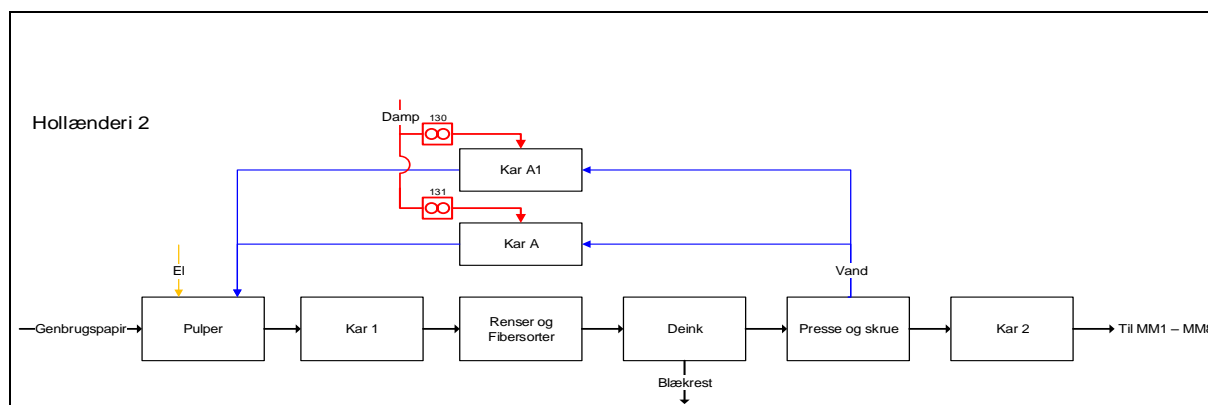 Hollænderi 2
Damp
130
Kar A1
131
Kar A
El
Vand
Genbrugspapir
Pulper
Kar 1
Renser og
Fibersorter
Deink
Presse og skrue
Kar 2
Til MM1 – MM8
Blækrest